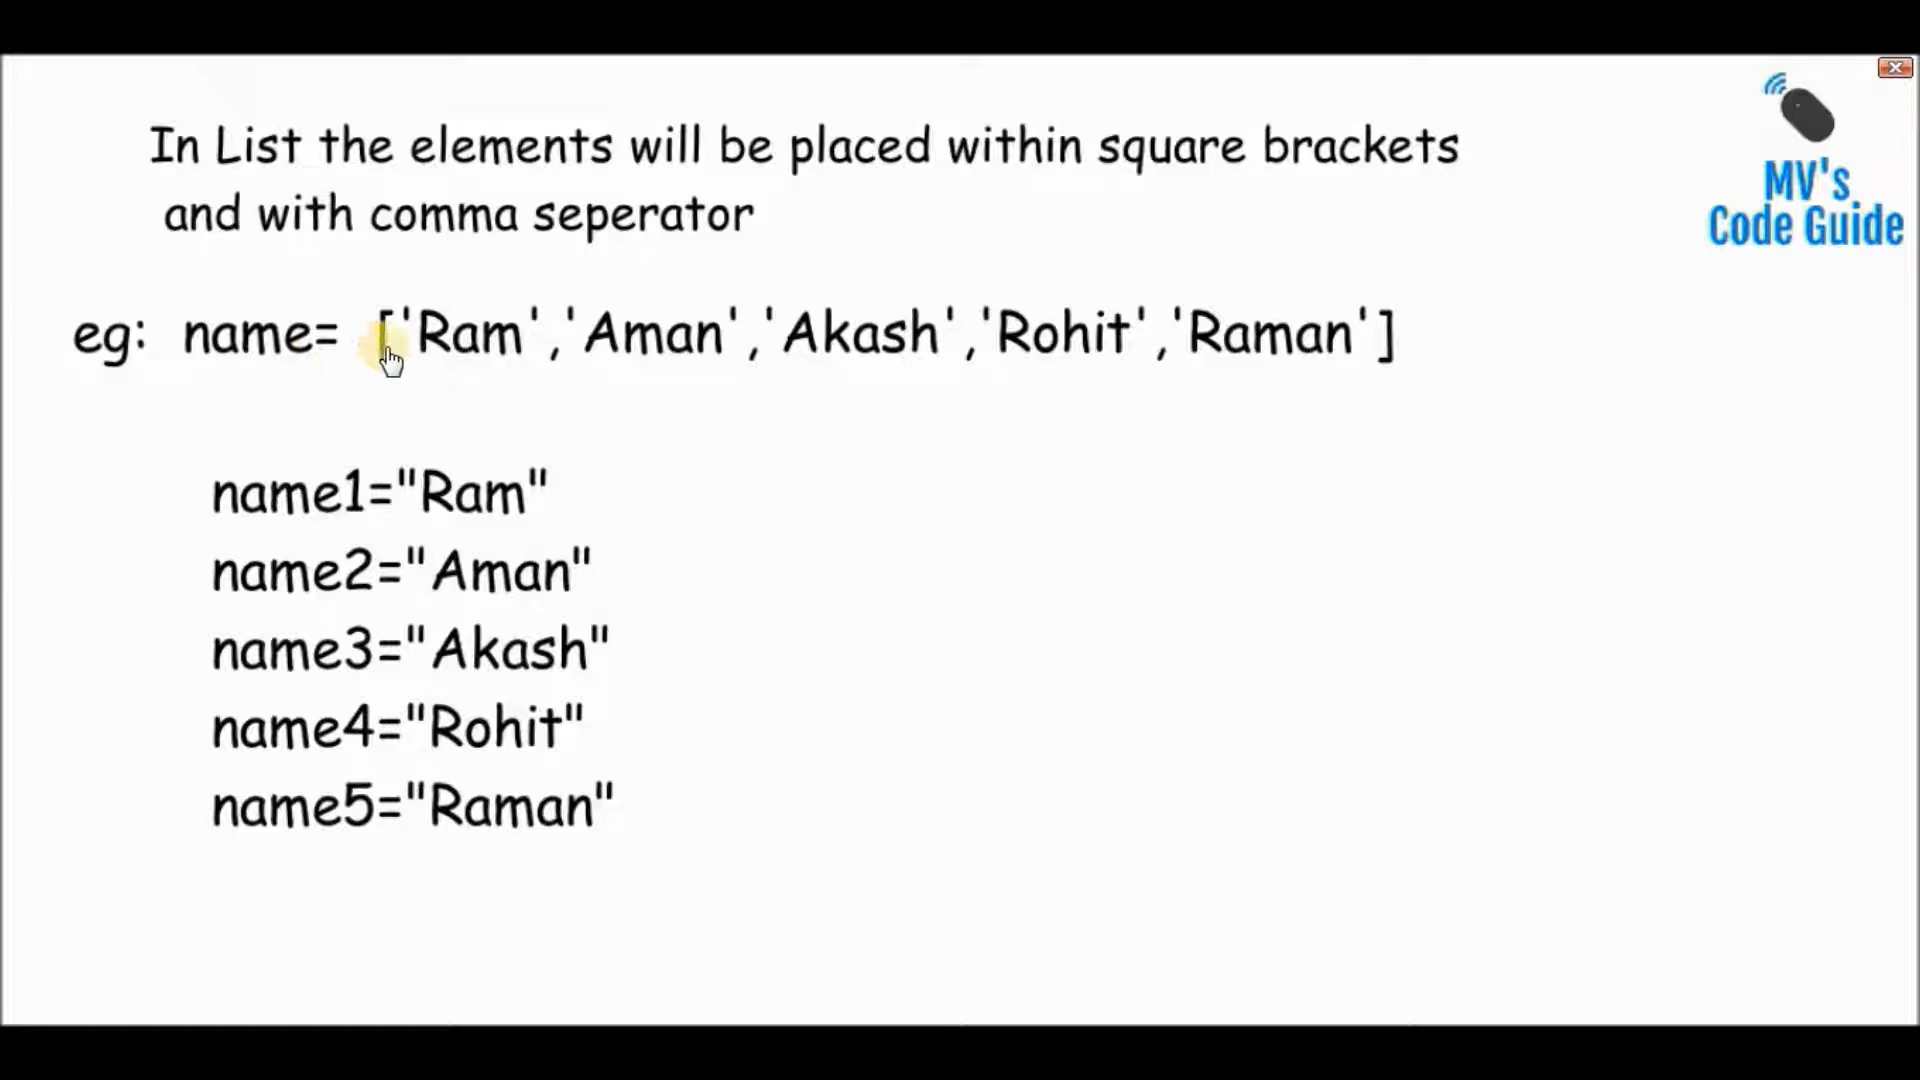 In List the elements will be placed within square brackets
and with comma seperator
MV's
Code Guide
eg: name= ['Ram','Aman','Akash','Rohit','Raman']
name1="Ram"
name2="Aman"
name3="Akash"
name4="Rohit"
name5="Raman"